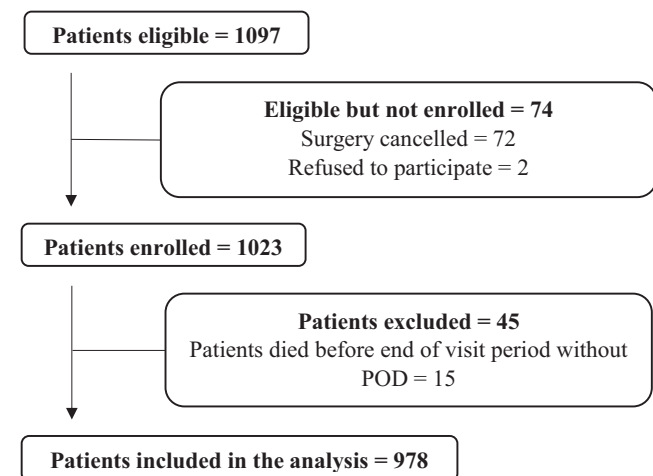 Patients eligible = 1097
Eligible but not enrolled = 74
Surgery cancelled = 72
Refused to participate = 2
Patients enrolled = 1023
Patients excluded = 45
Patients died before end of visit period without
POD = 15
Patients included in the analysis = 978